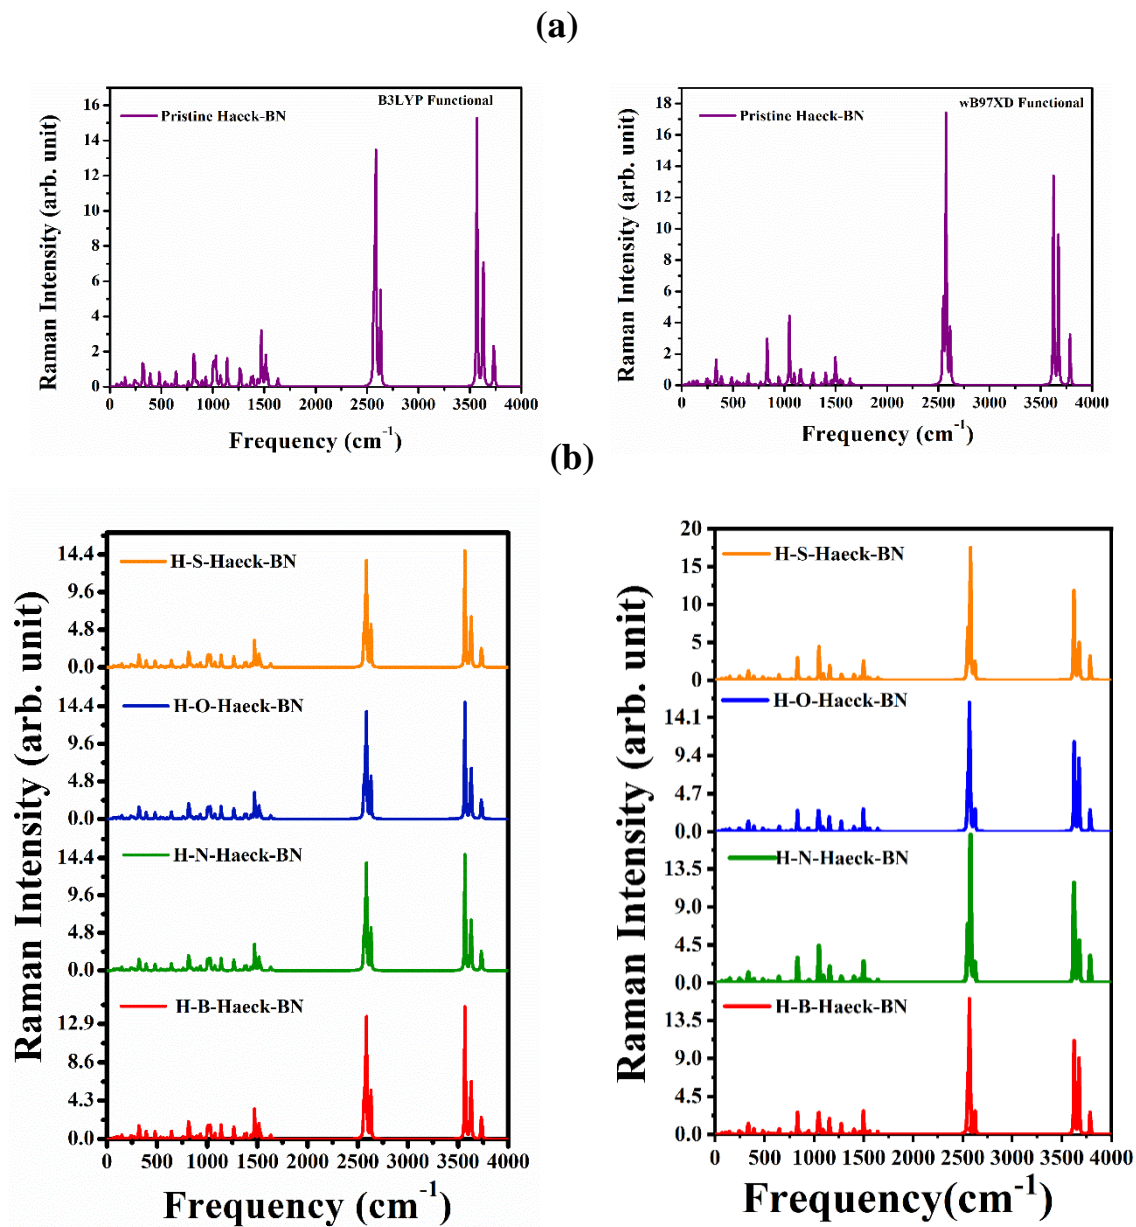 (a)
B3LYP Functional
Pristine Haeck-BN
16
14
12
10
8
6
4
2
0
0 500 1000 1500 2000 2500 3000 3500 4000
Raman Intensity (arb. unit)
Frequency (cm-1)
wB97XD Functional
Pristine Haeck-BN
18
16
14
12
10
8
6
4
2
0
0 500 1000 1500 2000 2500 3000 3500 4000
Raman Intensity (arb. unit)
Frequency (cm-1)
(b)
H-S-Haeck-BN
14.4
9.6
4.8
0.0
H-O-Haeck-BN
14.4
9.6
4.8
0.0
H-N-Haeck-BN
14.4
9.6
4.8
0.0
H-B-Haeck-BN
12.9
8.6
4.3
0.0
0 500 1000 1500 2000 2500 3000 3500 4000
Raman Intensity (arb. unit)
Frequency (cm-1)
H-S-Haeck-BN
20
15
10
5
0
H-O-Haeck-BN
14.1
9.4
4.7
0.0
H-N-Haeck-BN
13.5
9.0
4.5
0.0
H-B-Haeck-BN
13.5
9.0
4.5
0.0
0 500 1000 1500 2000 2500 3000 3500 4000
Raman Intensity (arb. unit)
Frequency(cm-1)